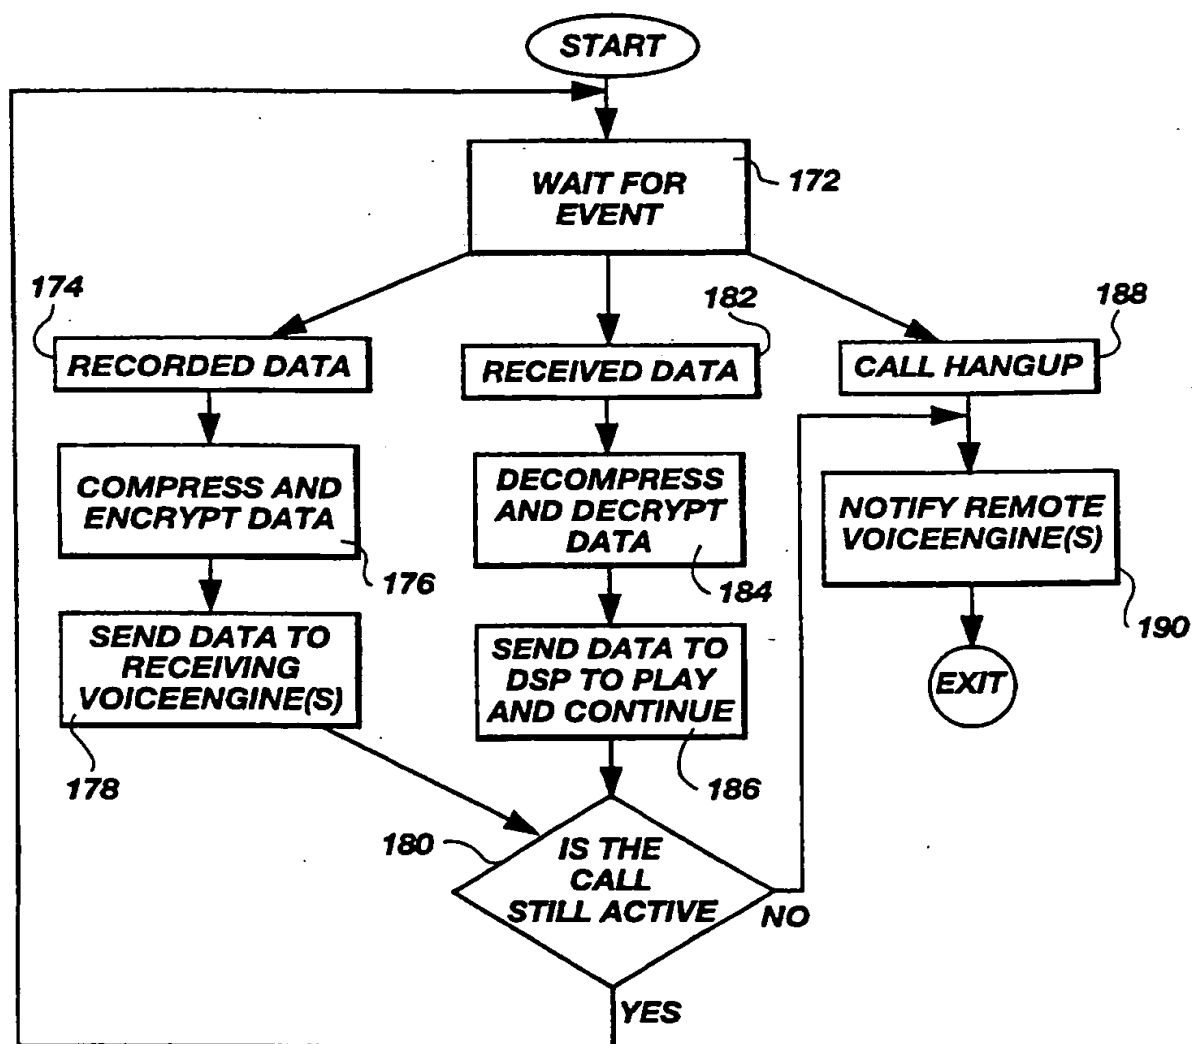 START
WAIT FOR
EVENT
172
174
RECORDED DATA
182
RECEIVED DATA
188
CALL HANGUP
COMPRESS AND
ENCRYPT DATA
176
DECOMPRESS
AND DECRYPT
DATA
184
NOTIFY REMOTE
VOICEENGINE(S)
190
SEND DATA TO
RECEIVING
VOICEENGINE(S)
178
SEND DATA TO
DSP TO PLAY
AND CONTINUE
186
EXIT
180
IS THE
CALL
STILL ACTIVE
NO
YES